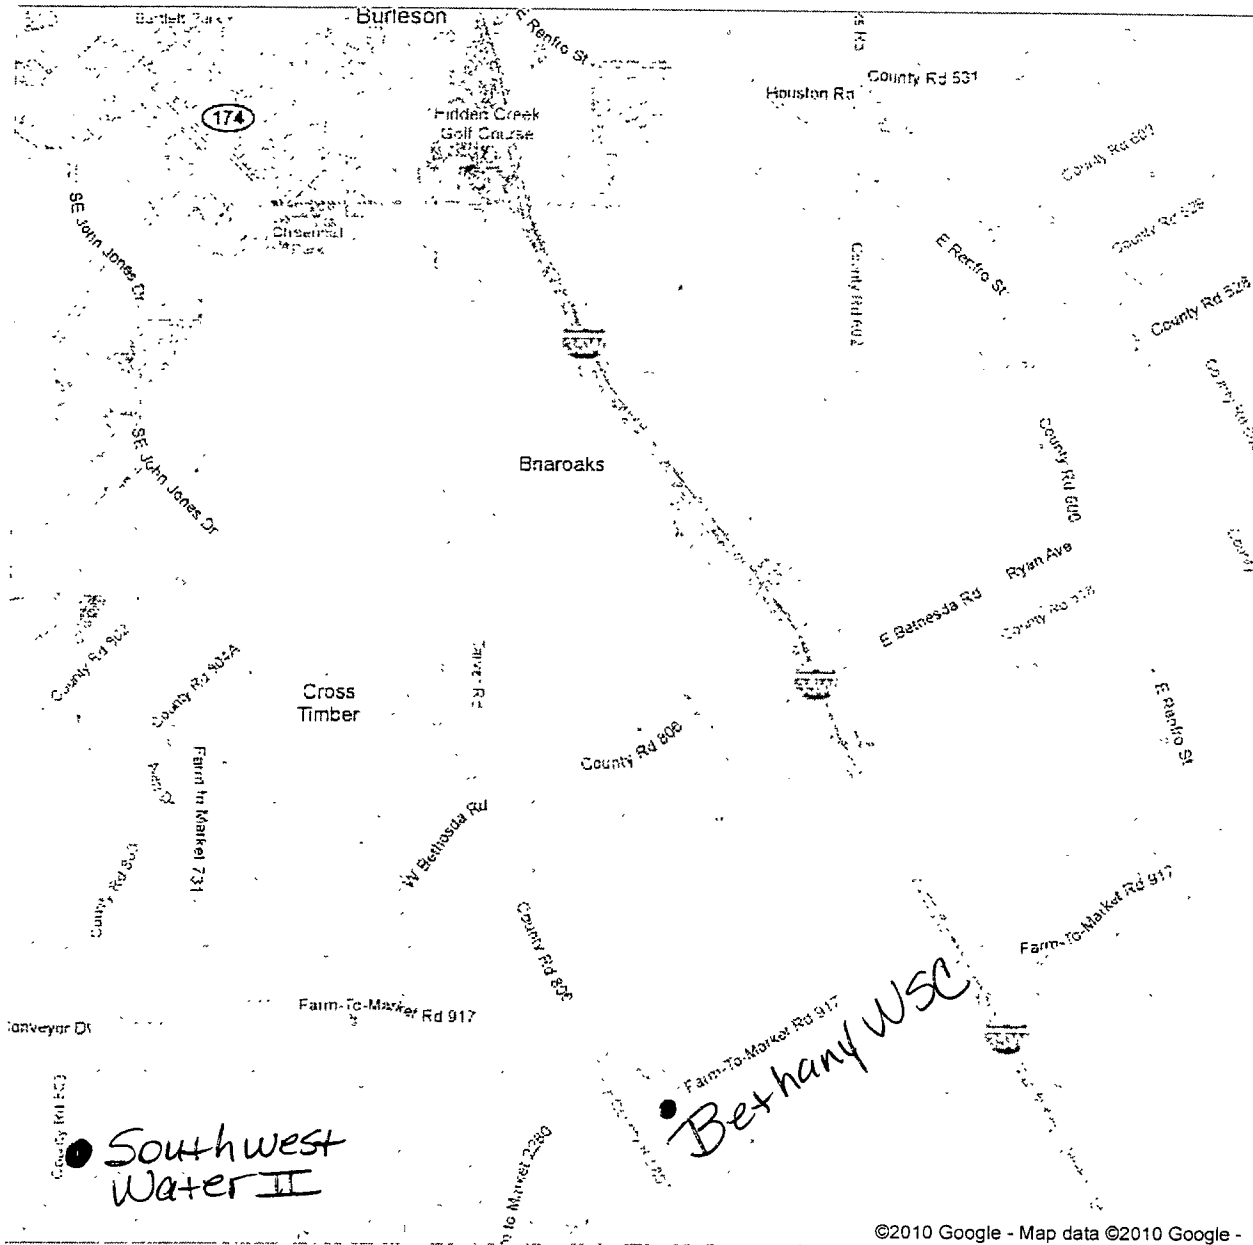 Burleson
E Renfro St
Houston Rd
County Rd 531
174
Hidden Creek
Golf Course
County Rd 602
E Renfro St
County Rd 528
SE John Jones Dr
SE John Jones Dr
Briaroaks
County Rd 600
Ryan Ave
E Bethesda Rd
County Rd 902
County Rd 904A
Cross
Timber
Tarver Rd
County Rd 806
E Renfro St
Farm to Market 731
W Bethesda Rd
Farm-To-Market Rd 917
Conveyor Dr
Farm-To-Market Rd 917
Farm-To-Market Rd 917
Bethany WSC
Southwest
Water II
to Market 2280
©2010 Google - Map data ©2010 Google -